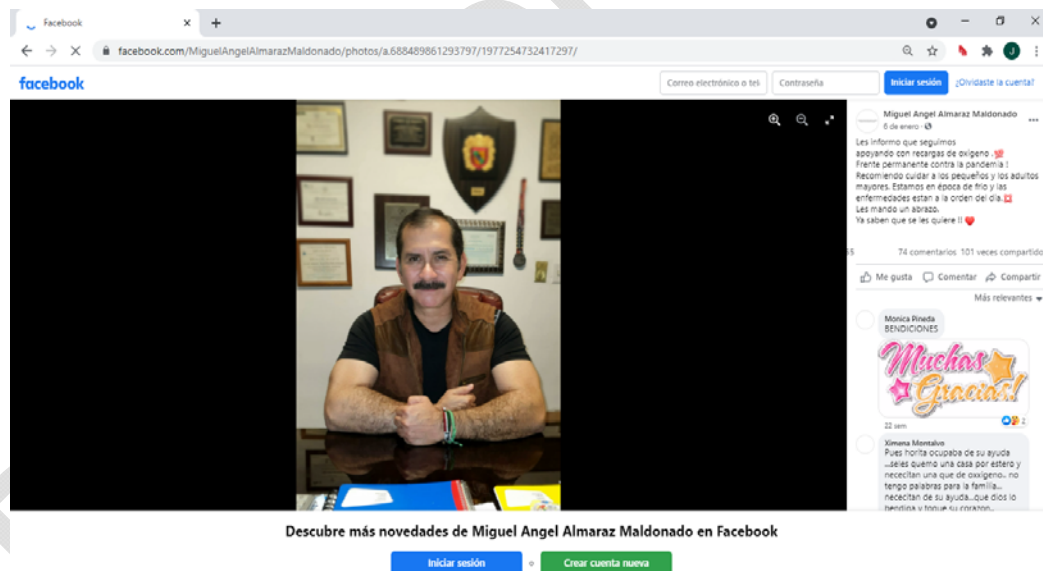 Facebook
facebook.com/MiguelAngelAlmarazMaldonado/photos/a.688489861293797/1977254732417297/
J
facebook
Correo electrónico o tel
Contraseña
Iniciar sesión
¿Olvidaste la cuenta?
Miguel Angel Almaraz Maldonado
6 de enero
Les informo que seguimos
apoyando con recargas de oxígeno .
Frente permanente contra la pandemia !
Recomiendo cuidar a los pequeños y los adultos
mayores. Estamos en época de frío y las
enfermedades estan a la orden del día.
Les mando un abrazo.
Ya saben que se les quiere !!
74 comentarios 101 veces compartido
Me gusta Comentar Compartir
Más relevantes
Monica Pineda
BENDICIONES
Muchas
Gracias!
22 sem
2
Ximena Montalvo
Pues horita ocupaba de su ayuda
..seles quemo una casa por estero y
nececitan una que de oxxigeno.. no
tengo palabras para la familia...
nececitan de su ayuda...que dios lo
bendiga y toque su corazon..
Descubre más novedades de Miguel Angel Almaraz Maldonado en Facebook
Iniciar sesión
o
Crear cuenta nueva